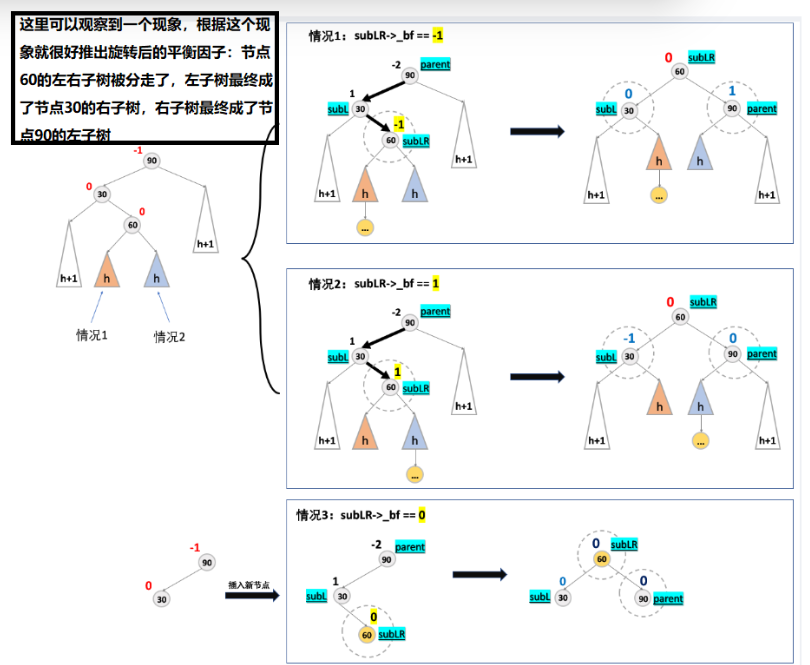 这里可以观察到一个现象，根据这个现
象就很好推出旋转后的平衡因子：节点
60的左右子树被分走了，左子树最终成
了节点30的右子树，右子树最终成了节
点90的左子树
-1
90
0
30
0
60
h+1
h
h
h+1
情况1
情况2
情况1：subLR->_bf == -1
-2
parent
90
1
subL
30
-1
60
subLR
h+1
h
h
h+1
...
0
subLR
60
0
subL
30
1
90
parent
h+1
h
h
h+1
...
情况2：subLR->_bf == 1
-2
parent
90
1
subL
30
1
60
subLR
h+1
h
h
h+1
...
0
subLR
60
-1
subL
30
0
90
parent
h+1
h
h
h+1
...
-1
90
0
30
插入新节点
情况3：subLR->_bf == 0
-2
parent
90
1
subL
30
0
60
subLR
0
subLR
60
0
subL
30
0
90
parent